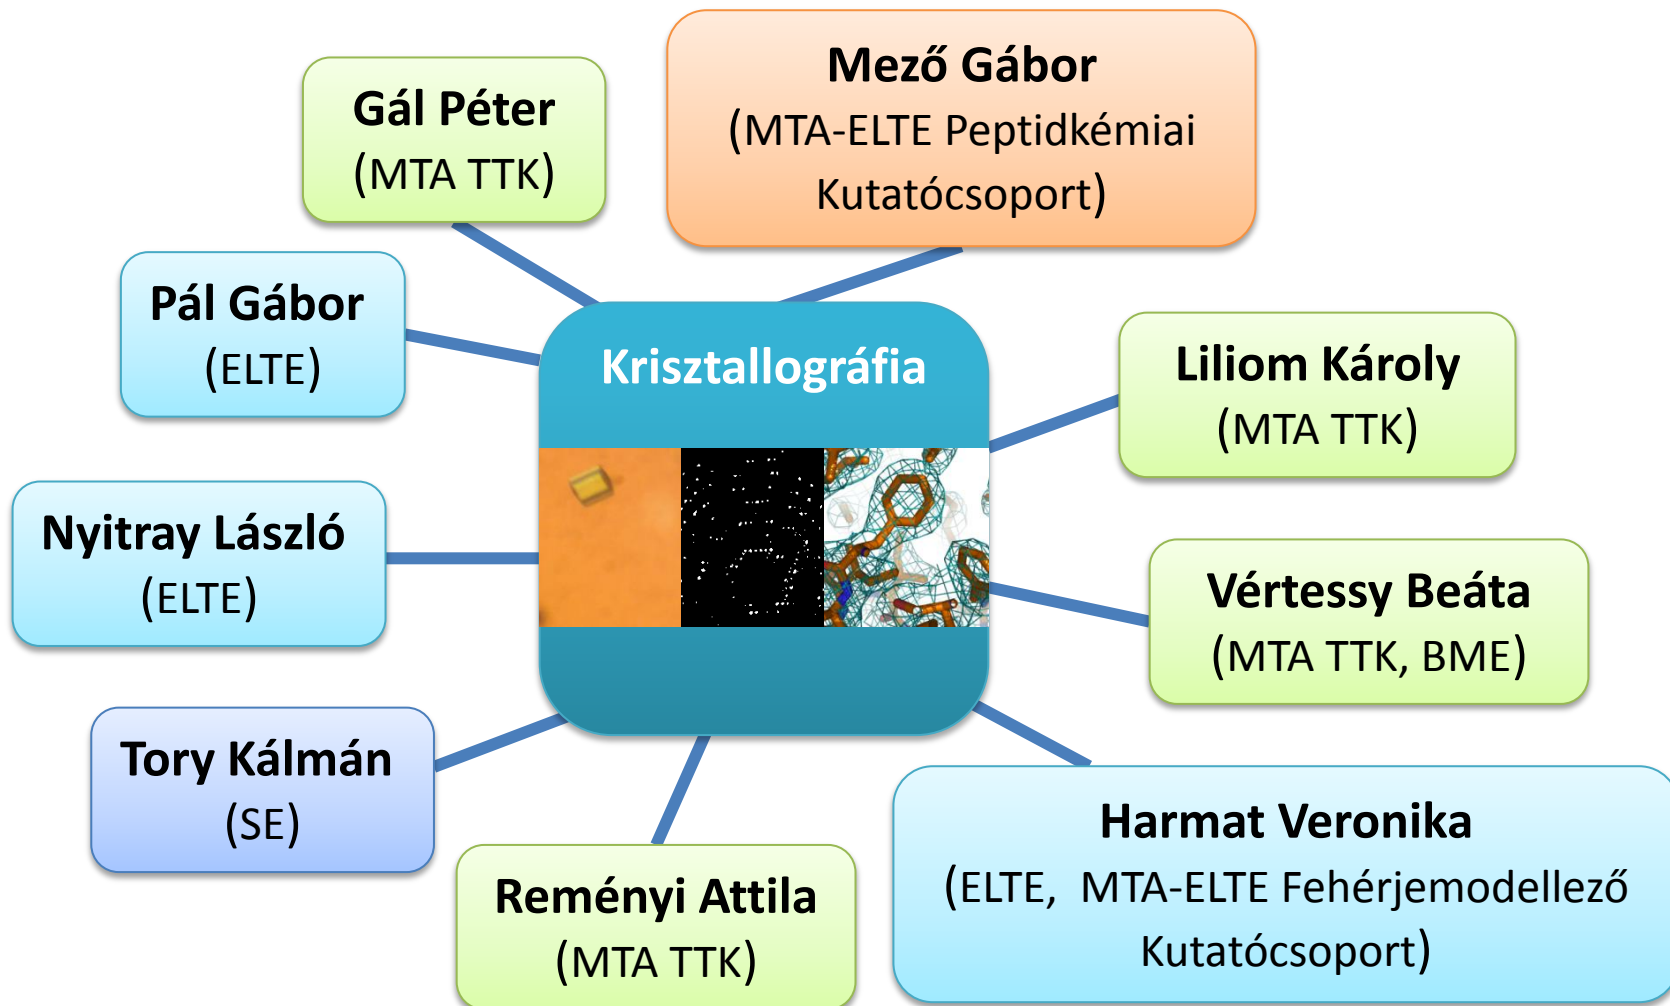 Mező Gábor
(MTA-ELTE Peptidkémiai
Kutatócsoport)
Gál Péter
(MTA TTK)
Pál Gábor
(ELTE)
Krisztallográfia
Liliom Károly
(MTA TTK)
Nyitray László
(ELTE)
Vértessy Beáta
(MTA TTK, BME)
Tory Kálmán
(SE)
Reményi Attila
(MTA TTK)
Harmat Veronika
(ELTE,  MTA-ELTE Fehérjemodellező
Kutatócsoport)